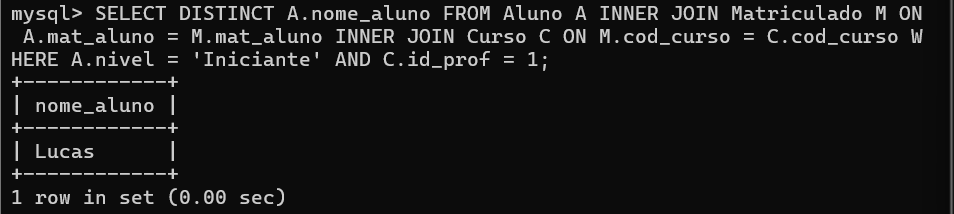 mysql> SELECT DISTINCT A.nome_aluno FROM Aluno A INNER JOIN Matriculado M ON
 A.mat_aluno = M.mat_aluno INNER JOIN Curso C ON M.cod_curso = C.cod_curso W
HERE A.nivel = 'Iniciante' AND C.id_prof = 1;
+------------+
| nome_aluno |
+------------+
| Lucas      |
+------------+
1 row in set (0.00 sec)